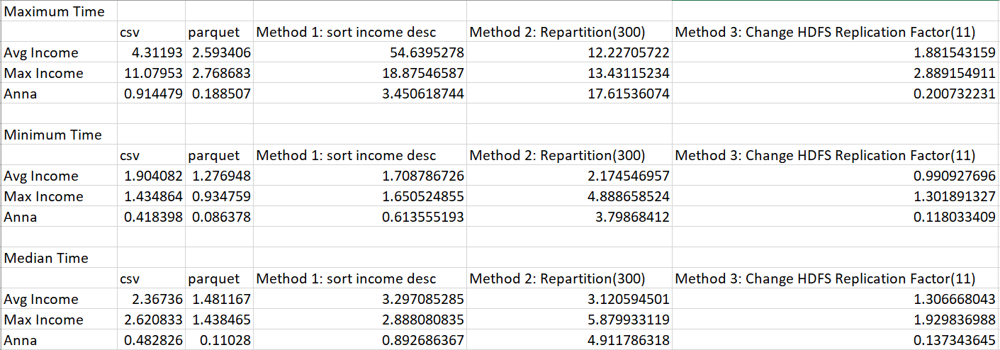 Maximum Time
csv parquet Method 1: sort income desc Method 2: Repartition(300) Method 3: Change HDFS Replication Factor(11)
Avg Income 4.31193 2.593406 54.6395278 12.22705722 1.881543159
Max Income 11.07953 2.768683 18.87546587 13.43115234 2.889154911
Anna 0.914479 0.188507 3.450618744 17.61536074 0.200732231
Minimum Time
csv parquet Method 1: sort income desc Method 2: Repartition(300) Method 3: Change HDFS Replication Factor(11)
Avg Income 1.904082 1.276948 1.708786726 2.174546957 0.990927696
Max Income 1.434864 0.934759 1.650524855 4.888658524 1.301891327
Anna 0.418398 0.086378 0.613555193 3.79868412 0.118033409
Median Time
csv parquet Method 1: sort income desc Method 2: Repartition(300) Method 3: Change HDFS Replication Factor(11)
Avg Income 2.36736 1.481167 3.297085285 3.120594501 1.306668043
Max Income 2.620833 1.438465 2.888080835 5.879933119 1.929836988
Anna 0.482826 0.11028 0.892686367 4.911786318 0.137343645